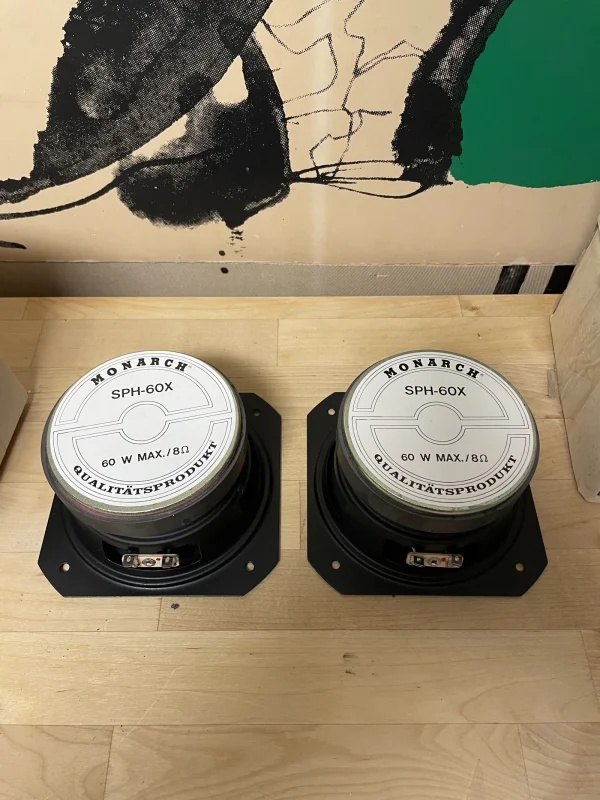 MONARCH
SPH-60X
60 W MAX./8Ω
QUALITÄTSPRODUKT
MONARCH
SPH-60X
60 W MAX./8Ω
QUALITÄTSPRODUKT